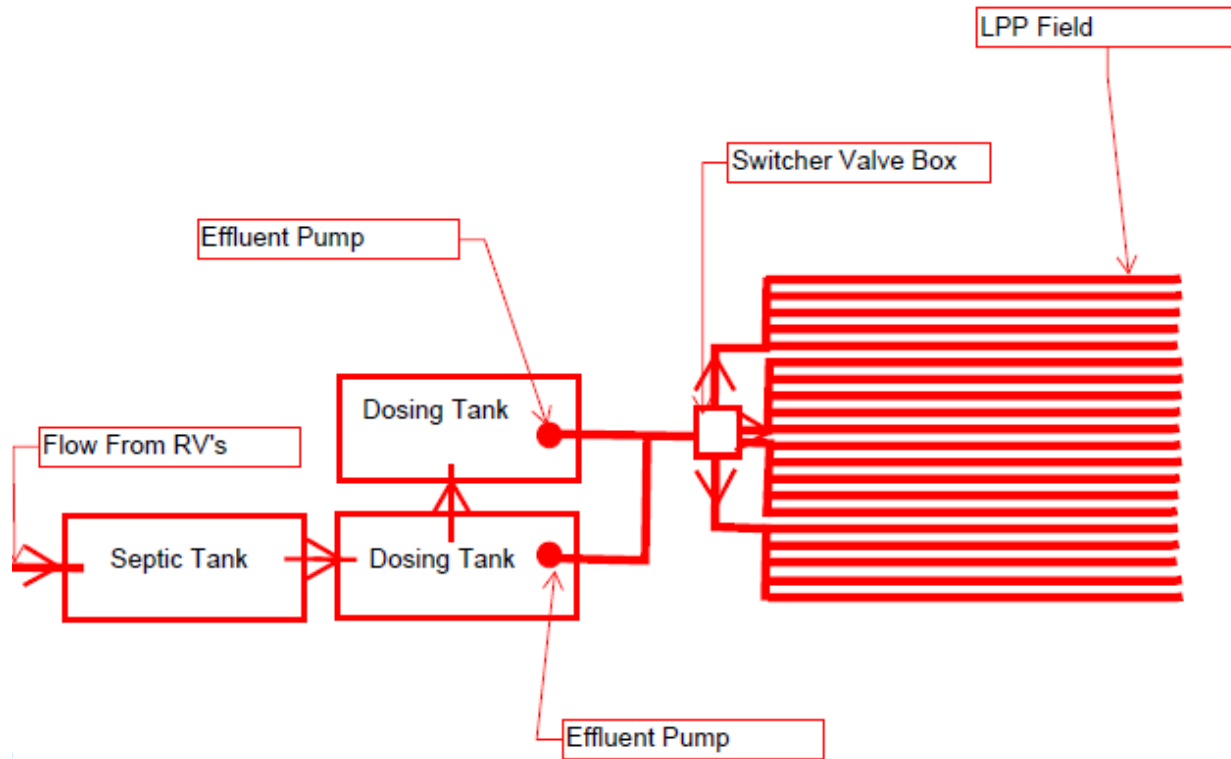 LPP Field
Switcher Valve Box
Effluent Pump
Dosing Tank
Flow From RV's
Septic Tank
Dosing Tank
Effluent Pump